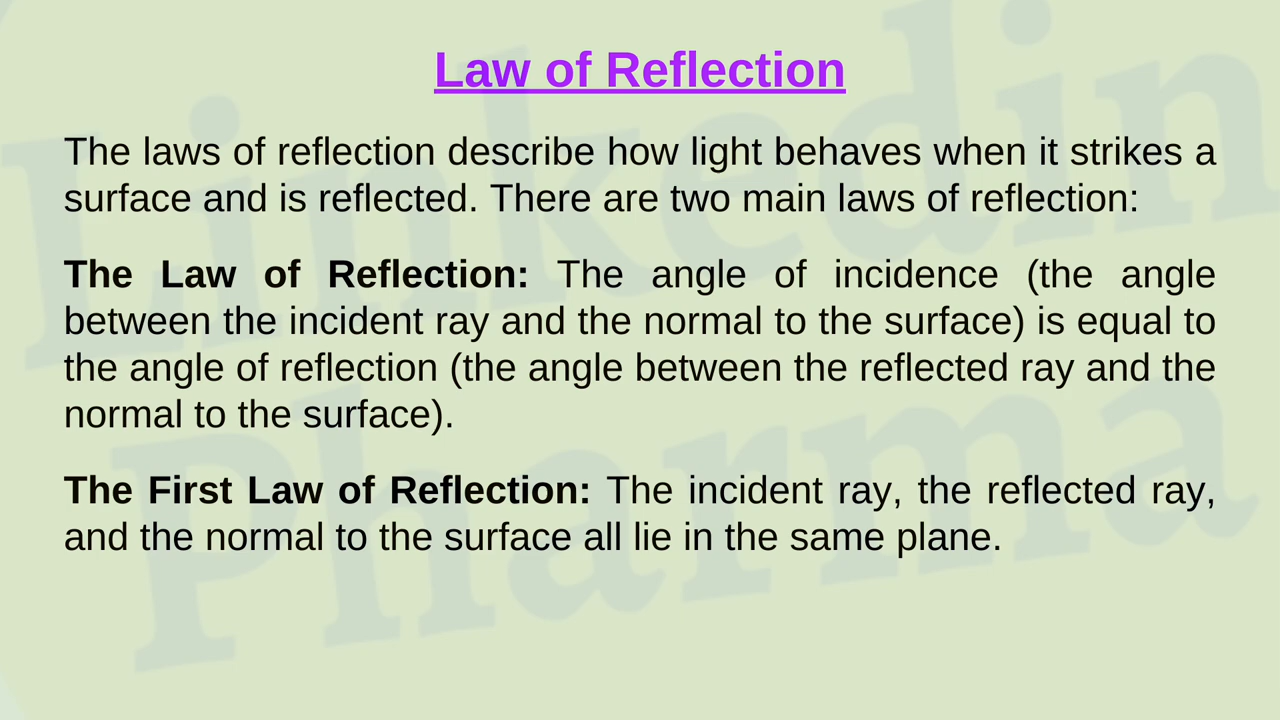 Law of Reflection
The laws of reflection describe how light behaves when it strikes a
surface and is reflected. There are two main laws of reflection:
The Law of Reflection: The angle of incidence (the angle
between the incident ray and the normal to the surface) is equal to
the angle of reflection (the angle between the reflected ray and the
normal to the surface).
The First Law of Reflection: The incident ray, the reflected ray,
and the normal to the surface all lie in the same plane.
Linkedin
Pharma